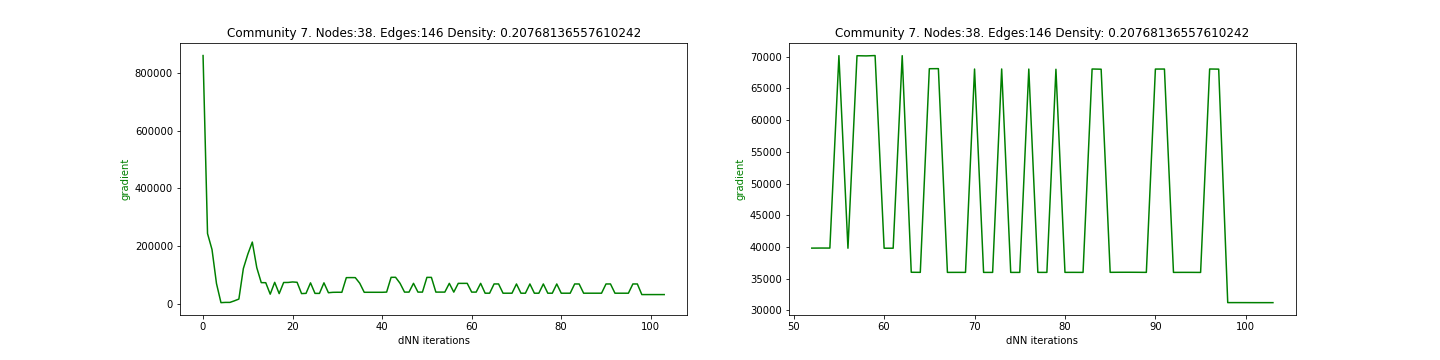 Community 7. Nodes:38. Edges:146 Density: 0.20768136557610242
800000
600000
400000
200000
0
gradient
0 20 40 60 80 100
dNN iterations
Community 7. Nodes:38. Edges:146 Density: 0.20768136557610242
70000
65000
60000
55000
50000
45000
40000
35000
30000
gradient
50 60 70 80 90 100
dNN iterations